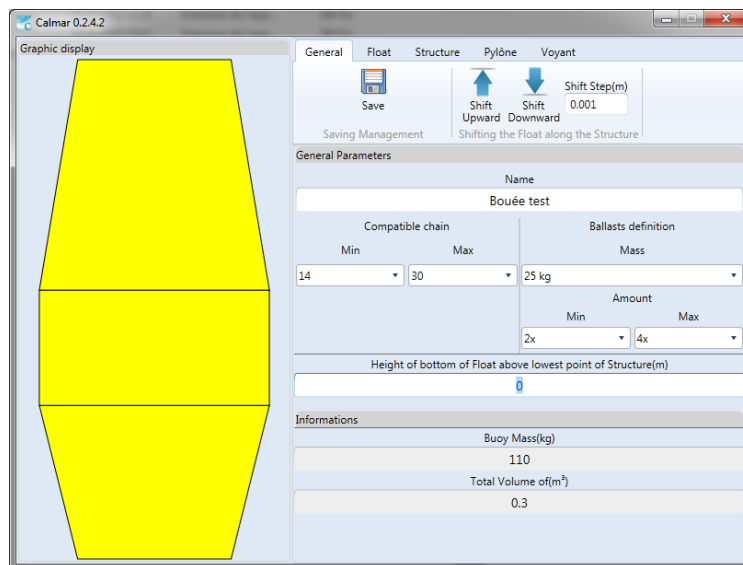 Calmar 0.2.4.2
Graphic display
General Float Structure Pylône Voyant
Save
Shift Upward
Shift Downward
Shift Step(m)
0.001
Saving Management
Shifting the Float along the Structure
General Parameters
Name
Bouée test
Compatible chain
Ballasts definition
Min Max
Mass
14 30
25 kg
Amount
Min Max
2x 4x
Height of bottom of Float above lowest point of Structure(m)
0
Informations
Buoy Mass(kg)
110
Total Volume of(m³)
0.3